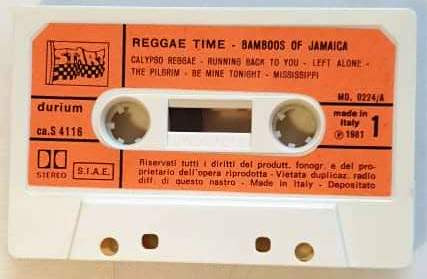 REGGAE TIME - BAMBOOS OF JAMAICA
CALYPSO REGGAE - RUNNING BACK TO YOU - LEFT ALONE -
THE PILGRIM - BE MINE TONIGHT - MISSISSIPPI
MD. 0224/A
durium
ca.S 4116
made in
Italy
℗ 1981
1
STEREO
S.I.A.E.
Riservati tutti i diritti del produtt. fonogr. e del pro-
prietario dell'opera riprodotta - Vietata duplicaz. radio
diff. di questo nastro - Made in Italy - Depositato